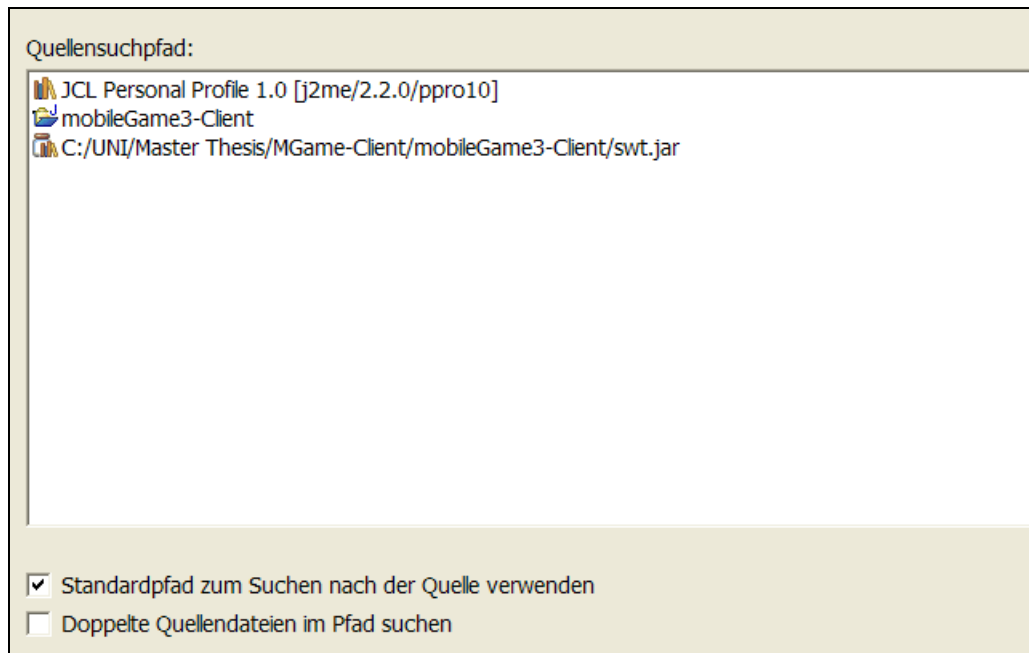 Quellensuchpfad:
JCL Personal Profile 1.0 [j2me/2.2.0/ppro10]
mobileGame3-Client
C:/UNI/Master Thesis/MGame-Client/mobileGame3-Client/swt.jar
Standardpfad zum Suchen nach der Quelle verwenden
Doppelte Quellendateien im Pfad suchen